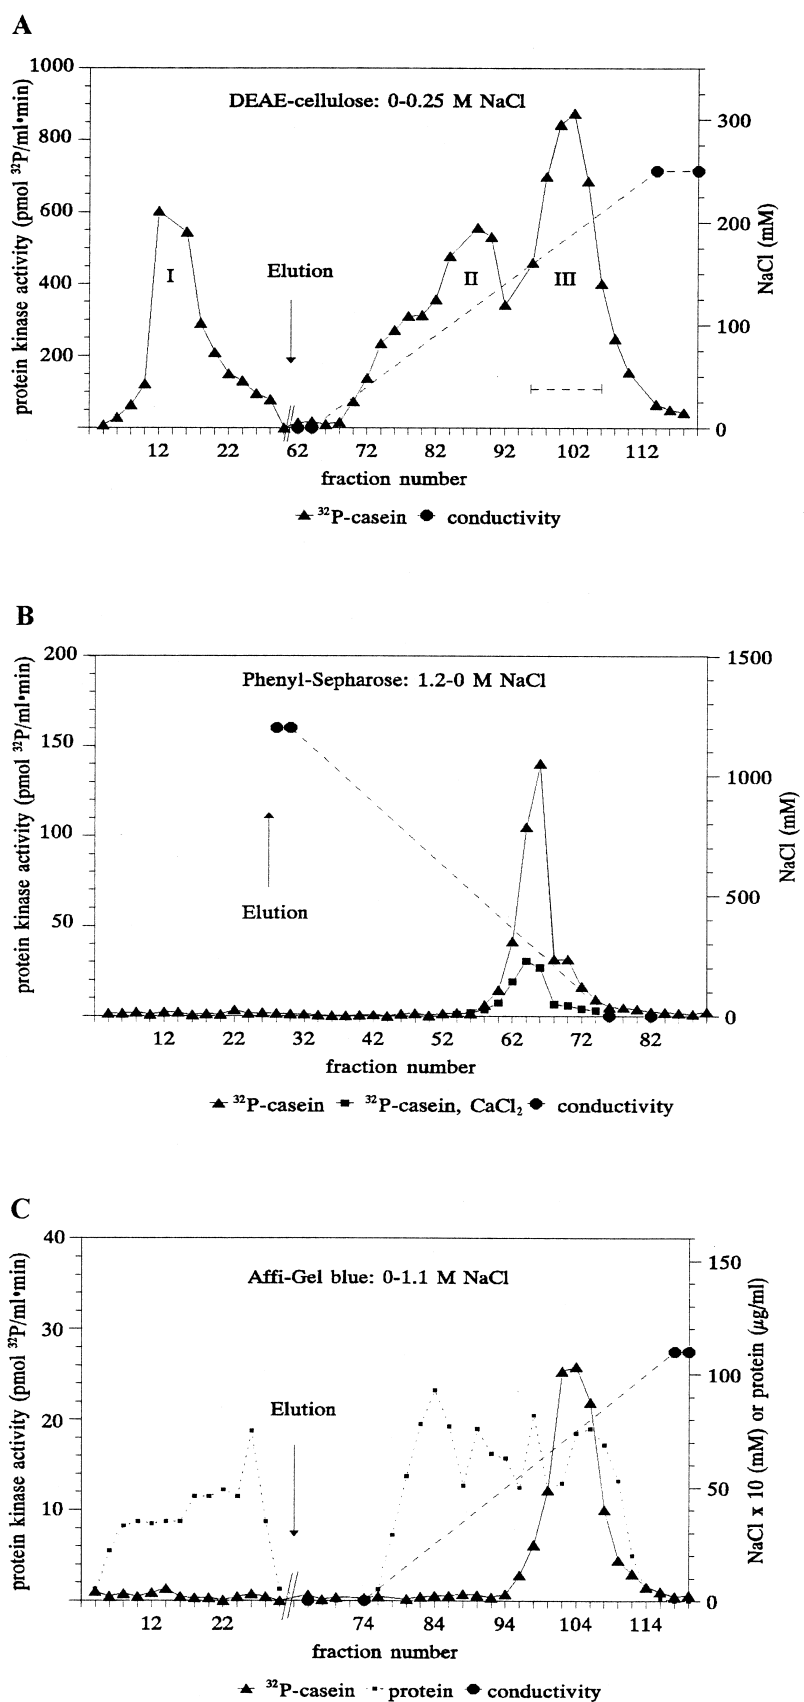 A
DEAE-cellulose: 0-0.25 M NaCl
protein kinase activity (pmol ³²P/ml•min)
1000
800
600
400
200
I
II
III
Elution
NaCl (mM)
300
200
100
0
12 22 62 72 82 92 102 112
fraction number
³²P-casein conductivity
B
Phenyl-Sepharose: 1.2-0 M NaCl
protein kinase activity (pmol ³²P/ml•min)
200
150
100
50
Elution
NaCl (mM)
1500
1000
500
0
12 22 32 42 52 62 72 82
fraction number
³²P-casein ³²P-casein, CaCl₂ conductivity
C
Affi-Gel blue: 0-1.1 M NaCl
protein kinase activity (pmol ³²P/ml•min)
40
30
20
10
Elution
NaCl x 10 (mM) or protein (µg/ml)
150
100
50
0
12 22 74 84 94 104 114
fraction number
³²P-casein protein conductivity